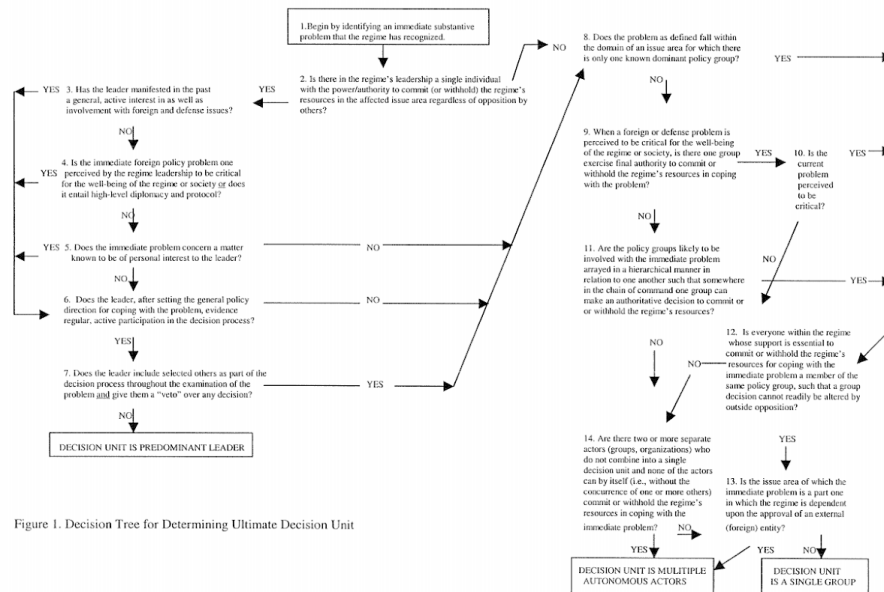 1.Begin by identifying an immediate substantive
problem that the regime has recognized.
NO
8. Does the problem as defined fall within
the domain of an issue area for which there
is only one known dominant policy group?
YES
NO
YES
3. Has the leader manifested in the past
a general, active interest in as well as
involvement with foreign and defense issues?
YES
2. Is there in the regime's leadership a single individual
with the power/authority to commit (or withhold) the regime's
resources in the affected issue area regardless of opposition by
others?
NO
4. Is the immediate foreign policy problem one
YES perceived by the regime leadership to be critical
for the well-being of the regime or society or does
it entail high-level diplomacy and protocol?
NO
9. When a foreign or defense problem is
perceived to be critical for the well-being
of the regime or society, is there one group
exercise final authority to commit or
withhold the regime's resources in coping
with the problem?
YES
10. Is the
current
problem
perceived
to be
critical?
YES
NO
NO
YES 5. Does the immediate problem concern a matter
known to be of personal interest to the leader?
NO
NO
11. Are the policy groups likely to be
involved with the immediate problem
arrayed in a hierarchical manner in
relation to one another such that somewhere
in the chain of command one group can
make an authoritative decision to commit or
or withhold the regime's resources?
YES
NO
6. Does the leader, after setting the general policy
direction for coping with the problem, evidence
regular, active participation in the decision process?
NO
YES
7. Does the leader include selected others as part of the
decision process throughout the examination of the
problem and give them a "veto" over any decision?
YES
NO
DECISION UNIT IS PREDOMINANT LEADER
12. Is everyone within the regime
whose support is essential to
commit or withhold the regime's
resources for coping with the
immediate problem a member of the
same policy group, such that a group
decision cannot readily be altered by
outside opposition?
NO
YES
14. Are there two or more separate
actors (groups, organizations) who
do not combine into a single
decision unit and none of the actors
can by itself (i.e., without the
concurrence of one or more others)
commit or withhold the regime's
resources in coping with the
immediate problem?
NO
YES
13. Is the issue area of which the
immediate problem is a part one
in which the regime is dependent
upon the approval of an external
(foreign) entity?
YES
NO
DECISION UNIT IS MULITIPLE
AUTONOMOUS ACTORS
DECISION UNIT
IS A SINGLE GROUP
Figure 1. Decision Tree for Determining Ultimate Decision Unit